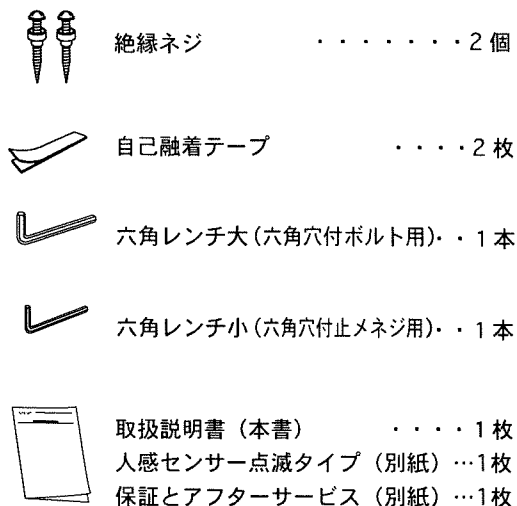 絶縁ネジ ・・・・・・・2個
自己融着テープ ・・・・2枚
六角レンチ大(六角穴付ボルト用)・・1本
六角レンチ小(六角穴付止メネジ用)・・1本
取扱説明書（本書） ・・・・1枚
人感センサー点滅タイプ（別紙）…1枚
保証とアフターサービス（別紙）…1枚